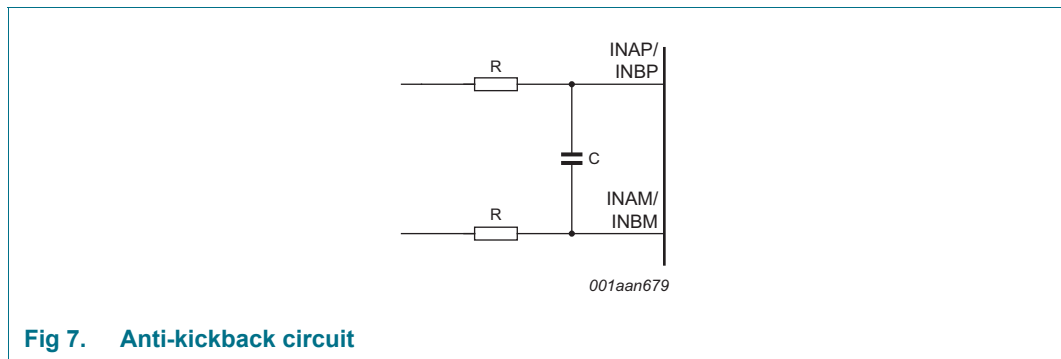 INAP/
INBP
R
C
INAM/
INBM
R
001aan679
Fig 7. Anti-kickback circuit